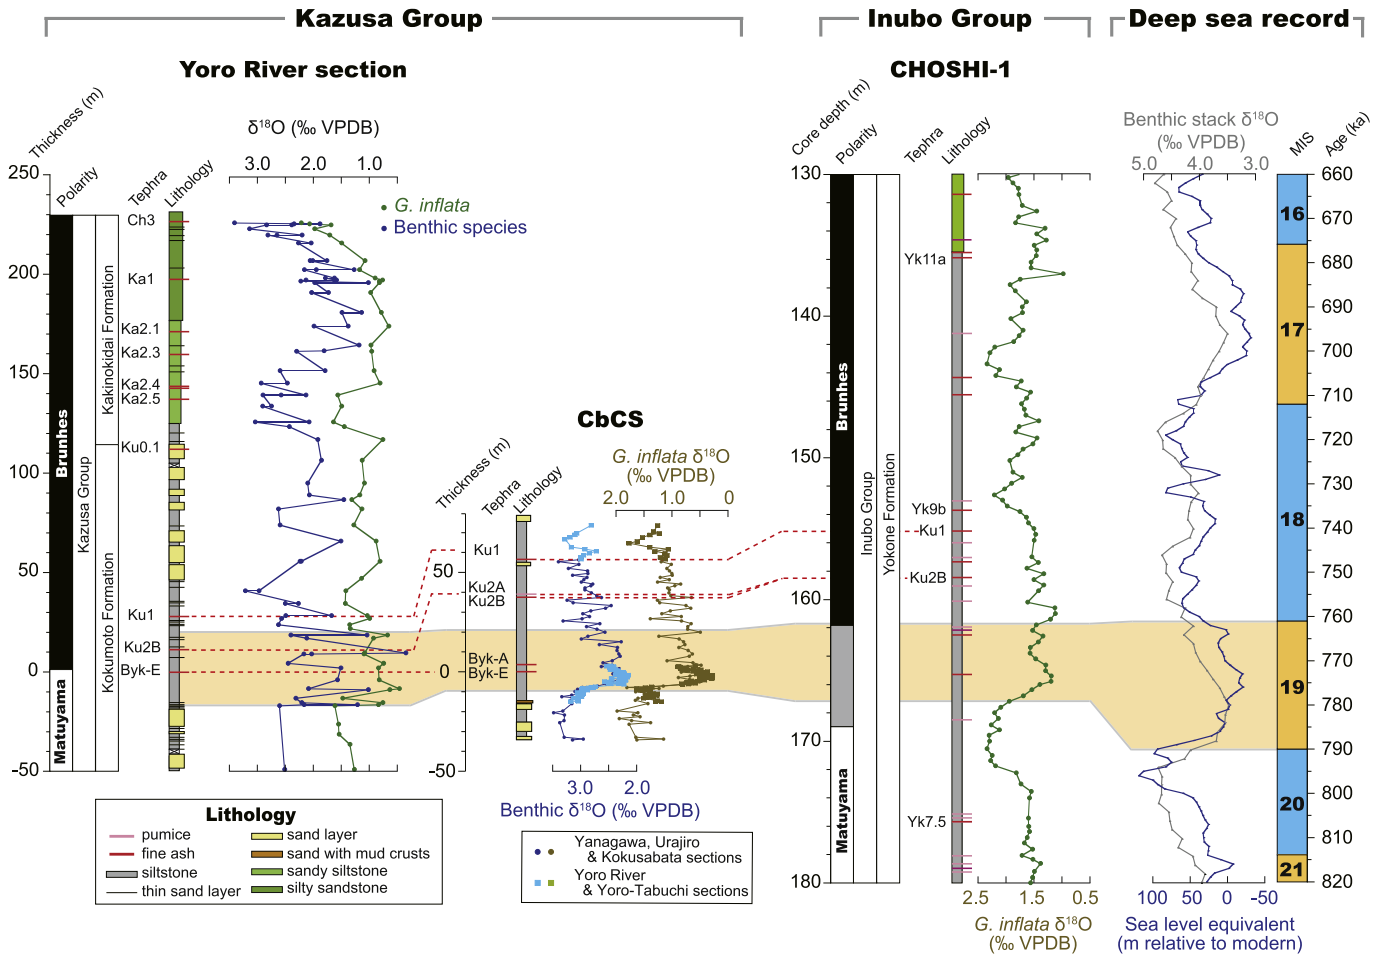 Kazusa Group
Inubo Group
Deep sea record
Yoro River section
CHOSHI-1
Thickness (m)
Polarity
Tephra
Lithology
δ¹⁸O (‰ VPDB)
3.0 2.0 1.0
G. inflata
Benthic species
250
200
150
100
50
0
-50
Brunhes
Matuyama
Kazusa Group
Kakinokidai Formation
Kokumoto Formation
Ch3
Ka1
Ka2.1
Ka2.3
Ka2.4
Ka2.5
Ku0.1
Ku1
Ku2B
Byk-E
CbCS
Thickness (m)
Tephra
Lithology
G. inflata δ¹⁸O
(‰ VPDB)
2.0 1.0 0
50
0
-50
Ku1
Ku2A
Ku2B
Byk-A
Byk-E
3.0 2.0
Benthic δ¹⁸O (‰ VPDB)
Yanagawa, Urajiro
& Kokusabata sections
Yoro River
& Yoro-Tabuchi sections
Lithology
pumice
fine ash
siltstone
thin sand layer
sand layer
sand with mud crusts
sandy siltstone
silty sandstone
Core depth (m)
Polarity
Tephra
Lithology
130
140
150
160
170
180
Brunhes
Matuyama
Inubo Group
Yokone Formation
Yk11a
Yk9b
Ku1
Ku2B
Yk7.5
2.5 1.5 0.5
G. inflata δ¹⁸O
(‰ VPDB)
Benthic stack δ¹⁸O
(‰ VPDB)
5.0 4.0 3.0
MIS
Age (ka)
16
17
18
19
20
21
660
670
680
690
700
710
720
730
740
750
760
770
780
790
800
810
820
100 50 0 -50
Sea level equivalent
(m relative to modern)